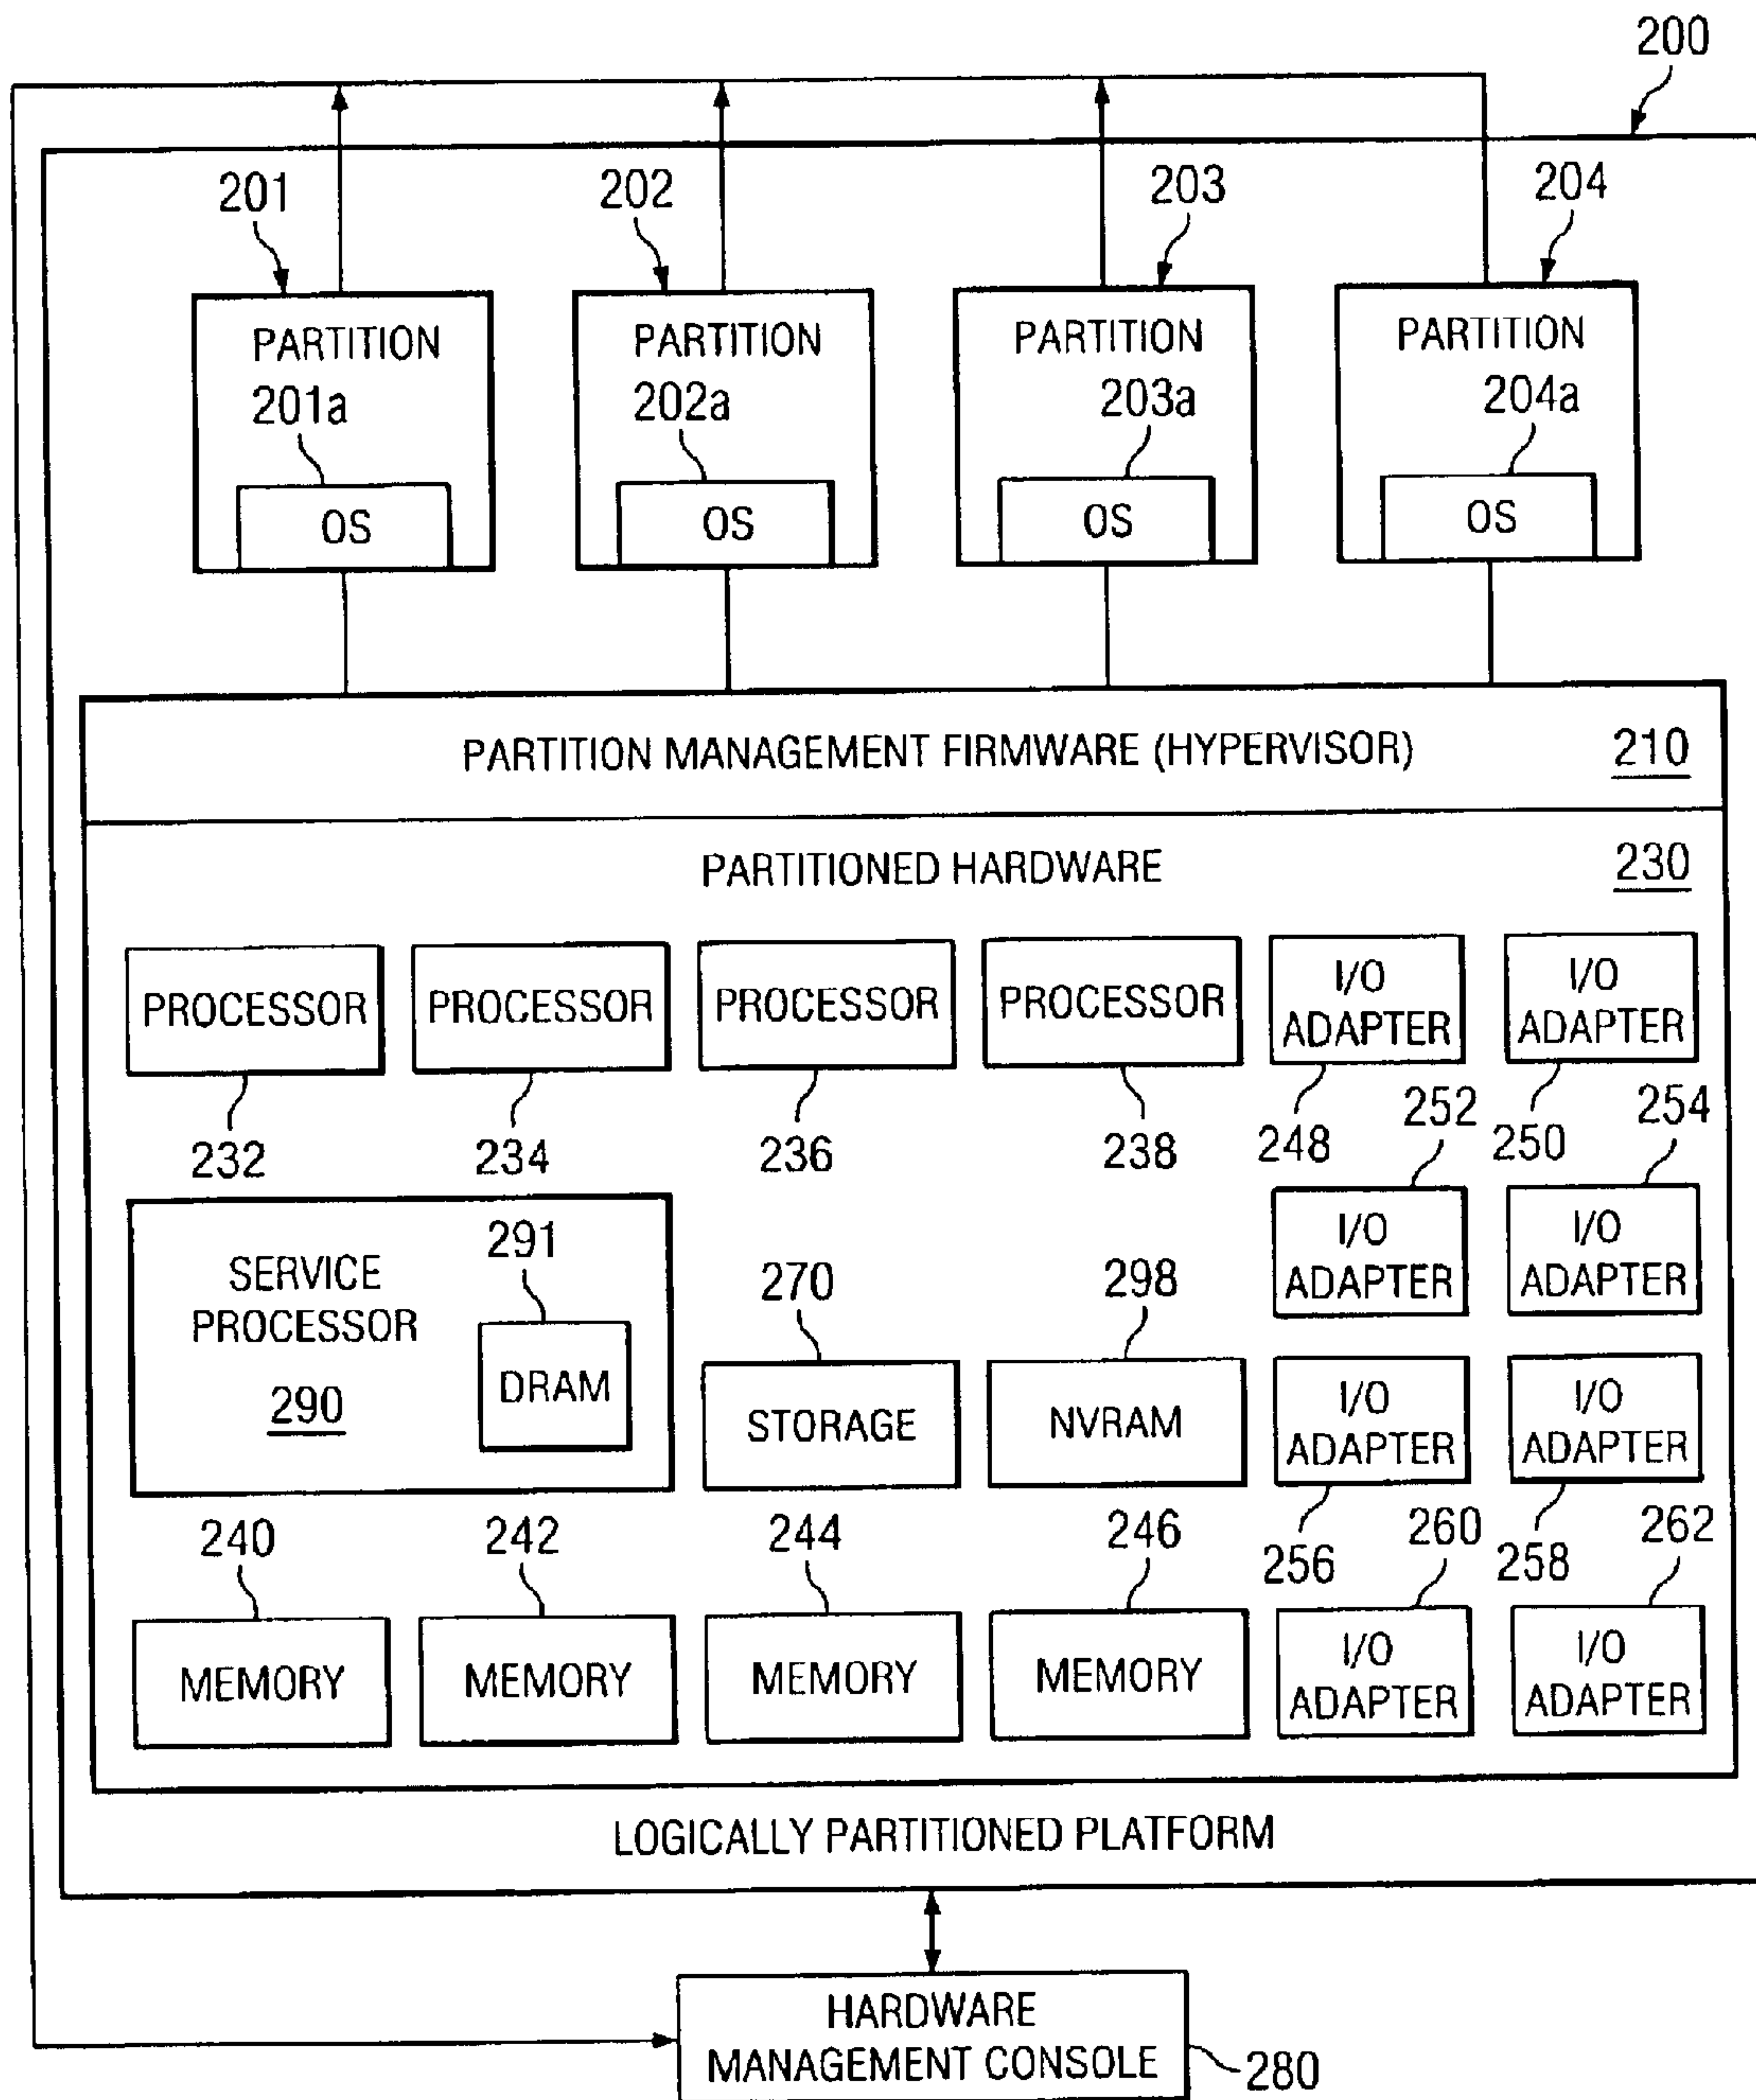 200
201
202
203
204
PARTITION
201a
OS
PARTITION
202a
OS
PARTITION
203a
OS
PARTITION
204a
OS
PARTITION MANAGEMENT FIRMWARE (HYPERVISOR)
210
PARTITIONED HARDWARE
230
PROCESSOR
232
PROCESSOR
234
PROCESSOR
236
PROCESSOR
238
I/O
ADAPTER
248
I/O
ADAPTER
250
SERVICE
PROCESSOR
290
291
DRAM
270
STORAGE
298
NVRAM
252
I/O
ADAPTER
254
I/O
ADAPTER
I/O
ADAPTER
256
I/O
ADAPTER
258
240
MEMORY
242
MEMORY
244
MEMORY
246
MEMORY
260
I/O
ADAPTER
262
I/O
ADAPTER
LOGICALLY PARTITIONED PLATFORM
HARDWARE
MANAGEMENT CONSOLE
280